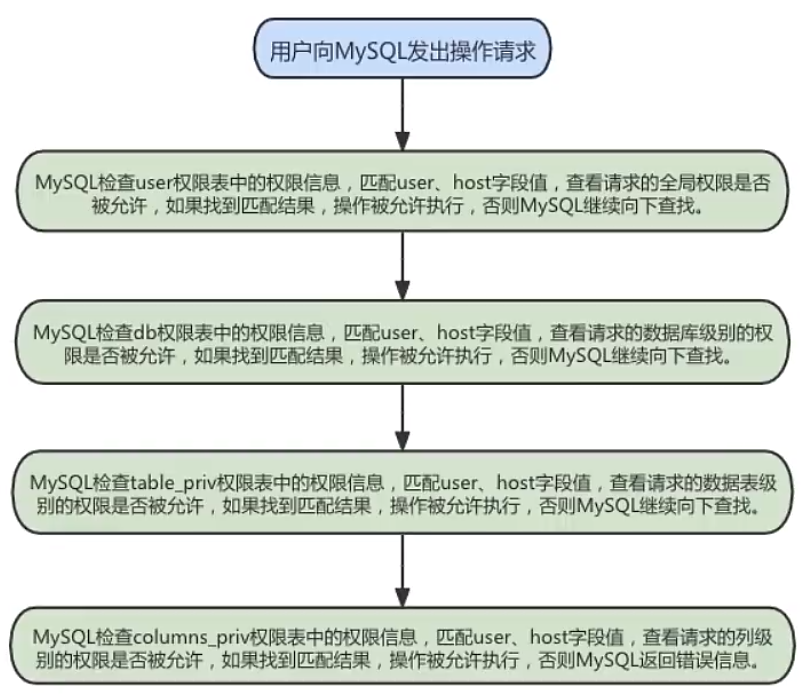 用户向MySQL发出操作请求
MySQL检查user权限表中的权限信息，匹配user、host字段值，查看请求的全局权限是否
被允许，如果找到匹配结果，操作被允许执行，否则MySQL继续向下查找。
MySQL检查db权限表中的权限信息，匹配user、host字段值，查看请求的数据库级别的权
限是否被允许，如果找到匹配结果，操作被允许执行，否则MySQL继续向下查找。
MySQL检查table_priv权限表中的权限信息，匹配user、host字段值，查看请求的数据表级
别的权限是否被允许，如果找到匹配结果，操作被允许执行，否则MySQL继续向下查找。
MySQL检查columns_priv权限表中的权限信息，匹配user、host字段值，查看请求的列级
别的权限是否被允许，如果找到匹配结果，操作被允许执行，否则MySQL返回错误信息。